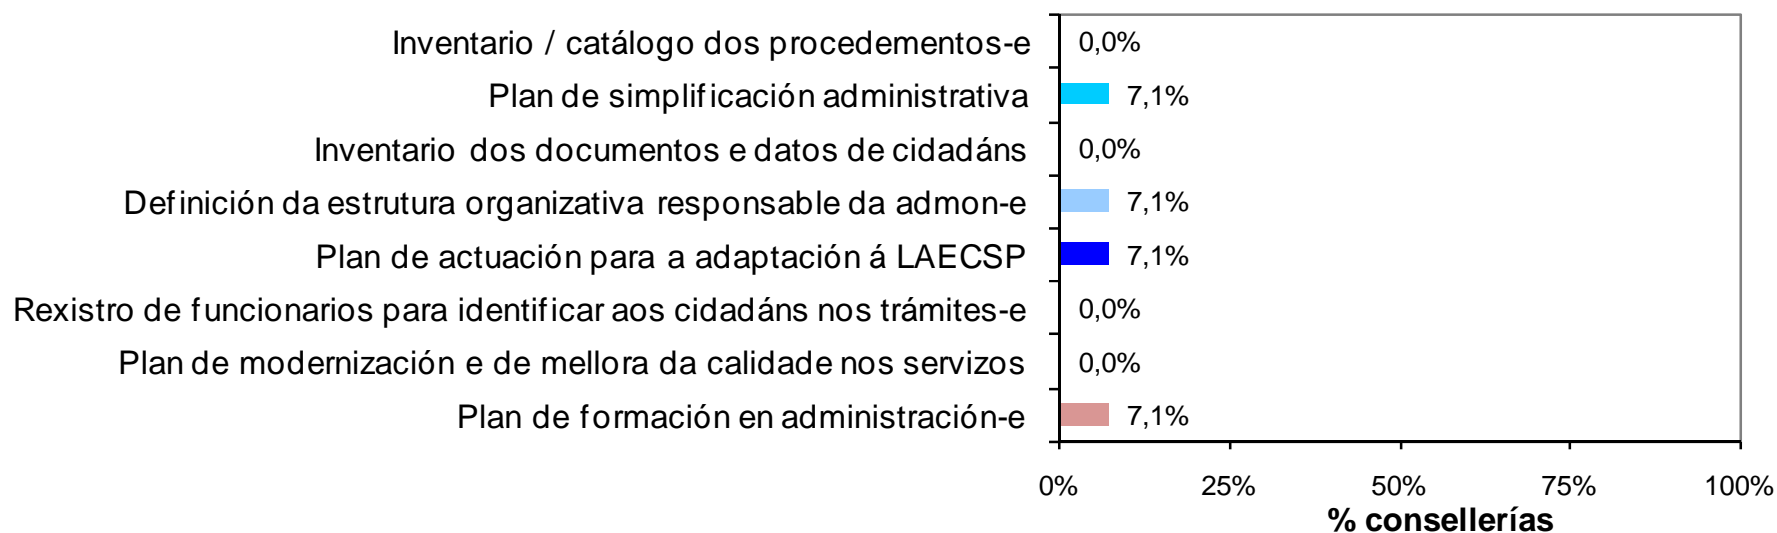 Inventario / catálogo dos procedementos-e 0,0%
Plan de simplificación administrativa 7,1%
Inventario dos documentos e datos de cidadáns 0,0%
Definición da estrutura organizativa responsable da admon-e 7,1%
Plan de actuación para a adaptación á LAECSP 7,1%
Rexistro de funcionarios para identificar aos cidadáns nos trámites-e 0,0%
Plan de modernización e de mellora da calidade nos servizos 0,0%
Plan de formación en administración-e 7,1%
0% 25% 50% 75% 100%
% consellerías